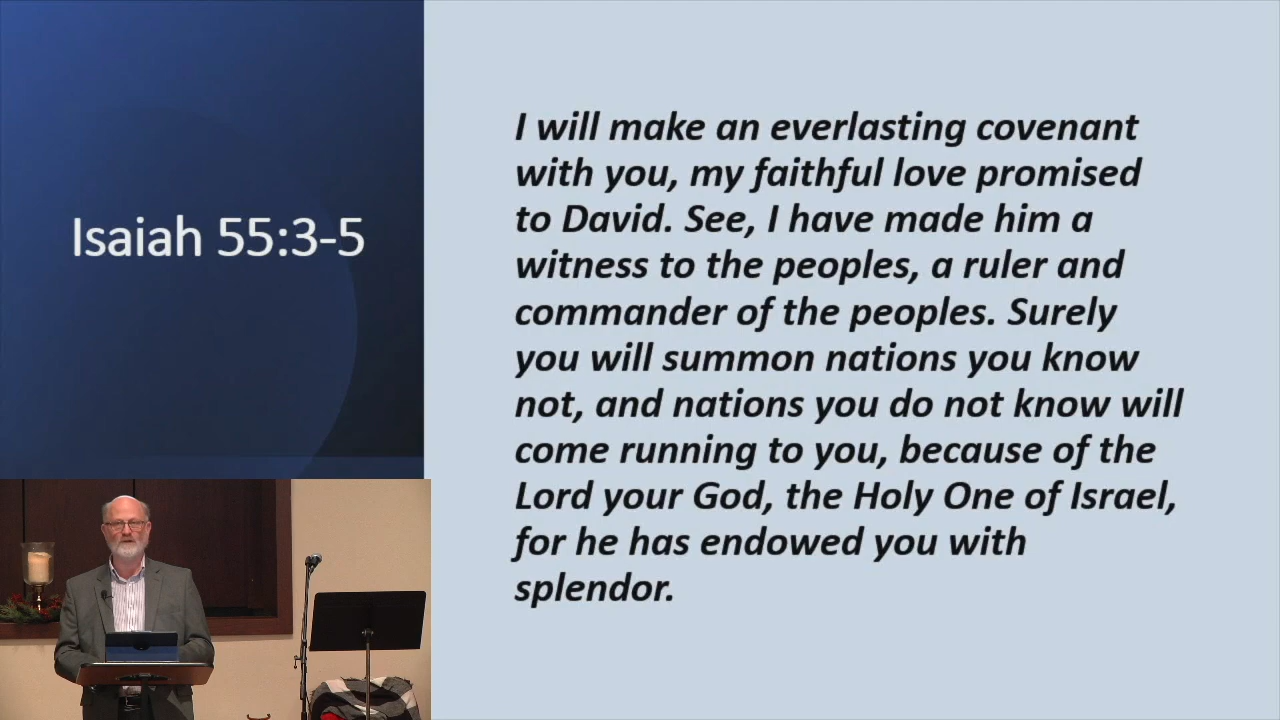 Isaiah 55:3-5
I will make an everlasting covenant
with you, my faithful love promised
to David. See, I have made him a
witness to the peoples, a ruler and
commander of the peoples. Surely
you will summon nations you know
not, and nations you do not know will
come running to you, because of the
Lord your God, the Holy One of Israel,
for he has endowed you with
splendor.